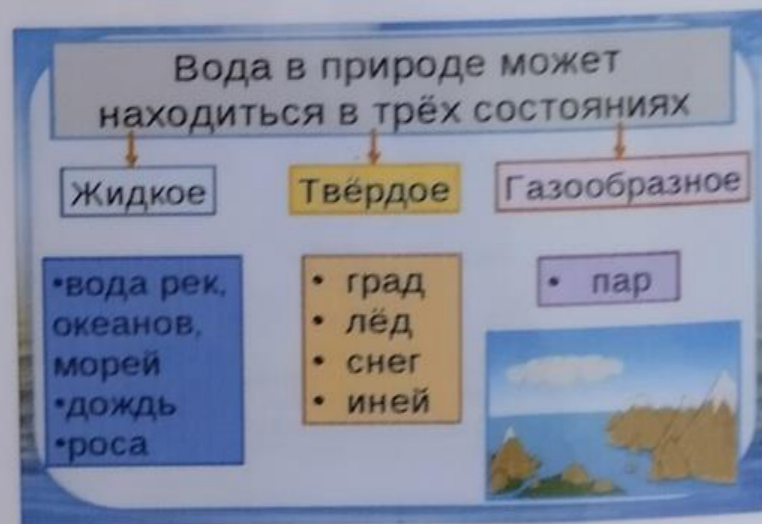 Вода в природе может
находиться в трёх состояниях
Жидкое
Твёрдое
Газообразное
•вода рек,
океанов,
морей
•дождь
•роса
• град
• лёд
• снег
• иней
• пар